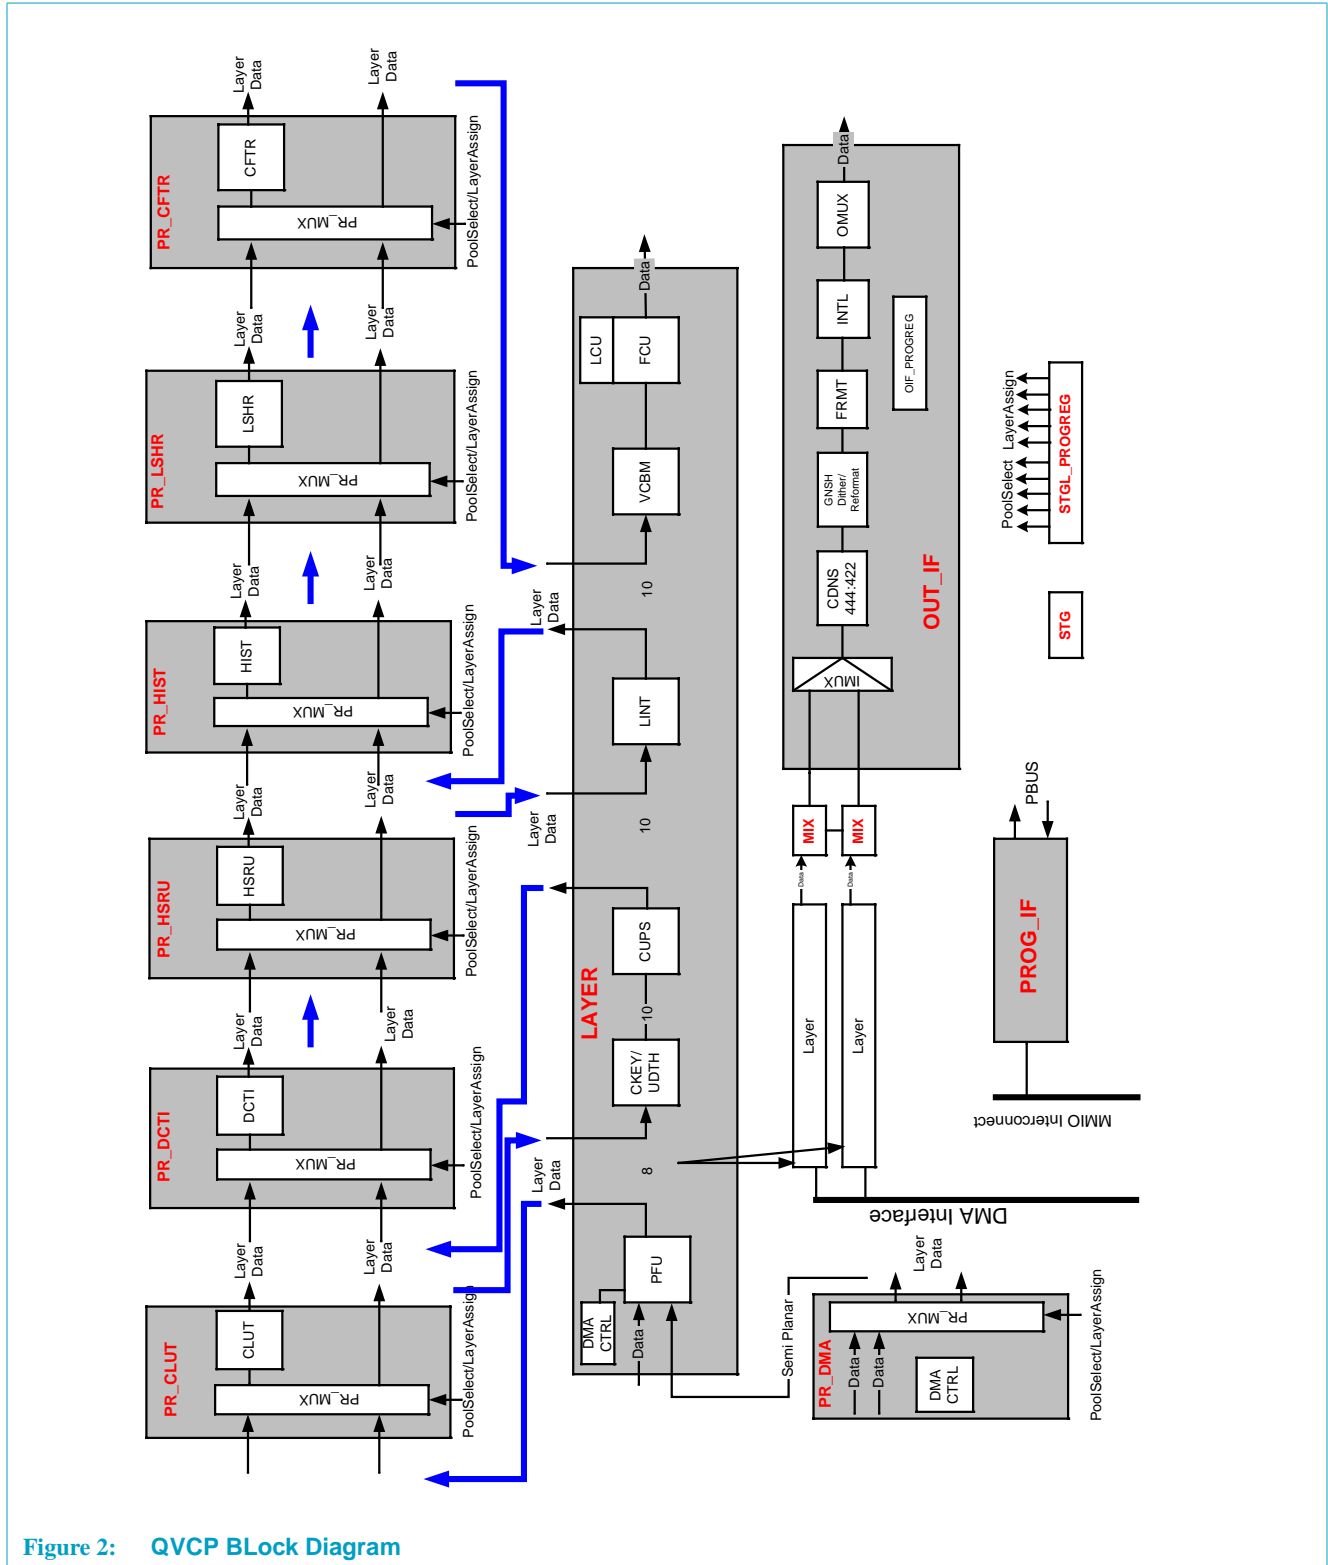 Layer
Data
Layer
Data
CFTR
PR_MUX
PR_CFTR
PoolSelect/LayerAssign
Layer
Data
Layer
Data
LSHR
PR_MUX
PR_LSHR
PoolSelect/LayerAssign
Layer
Data
Layer
Data
HIST
PR_MUX
PR_HIST
PoolSelect/LayerAssign
Layer
Data
Layer
Data
HSRU
PR_MUX
PR_HSRU
PoolSelect/LayerAssign
Layer
Data
Layer
Data
DCTI
PR_MUX
PR_DCTI
PoolSelect/LayerAssign
Layer
Data
Layer
Data
CLUT
PR_MUX
PR_CLUT
PoolSelect/LayerAssign
Data
LCU
FCU
VCBM
10
Layer
Data
LINT
10
Layer
Data
CUPS
10
LAYER
CKEY/
UDTH
8
Layer
Data
PFU
DMA
CTRL
Data
Data
OMUX
INTL
OIF_PROGREG
FRMT
GNSH
Dither/
Reformat
CDNS
444:422
OUT_IF
IMUX
MIX
MIX
Data
Data
Layer
Layer
DMA Interface
PoolSelect
LayerAssign
STGL_PROGREG
STG
PBUS
PROG_IF
MMIO Interconnect
Layer
Data
Semi Planar
PR_MUX
PR_DMA
Data
Data
DMA
CTRL
PoolSelect/LayerAssign
Figure 2: QVCP BLock Diagram